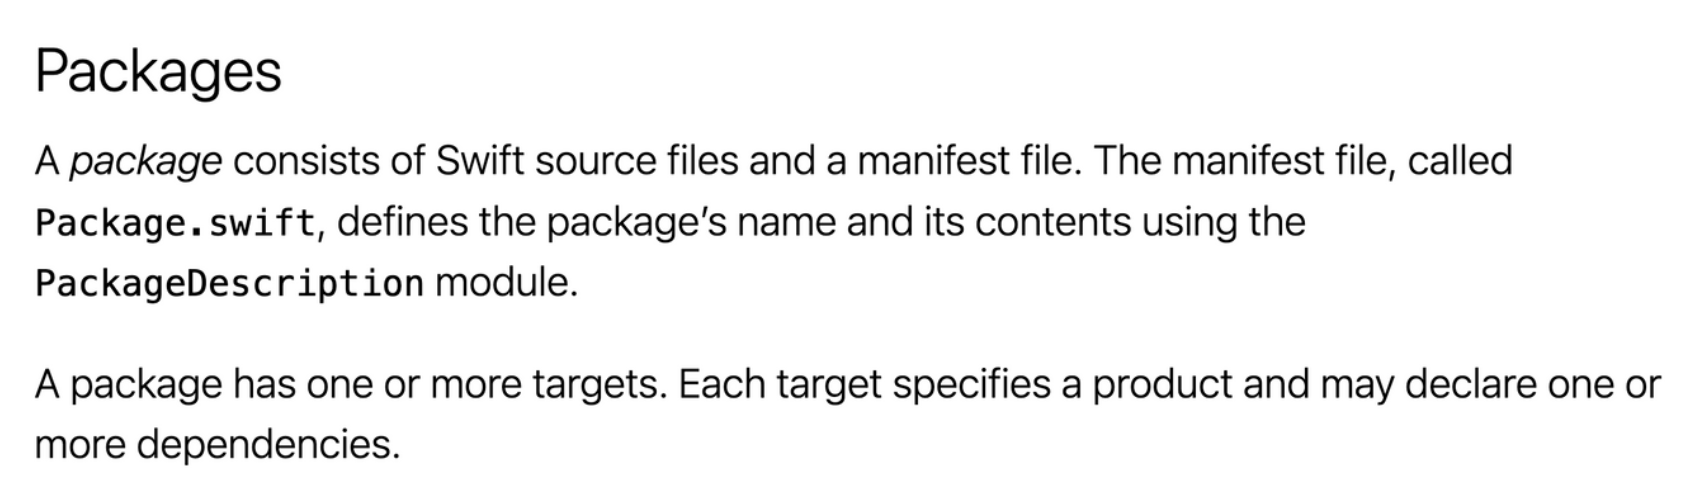 Packages
A package consists of Swift source files and a manifest file. The manifest file, called
Package.swift, defines the package’s name and its contents using the
PackageDescription module.
A package has one or more targets. Each target specifies a product and may declare one or
more dependencies.